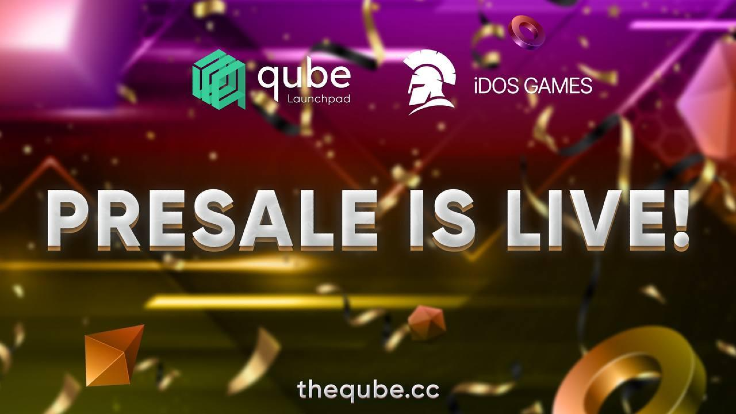 qube
Launchpad
iDOS GAMES
PRESALE IS LIVE!
theqube.cc